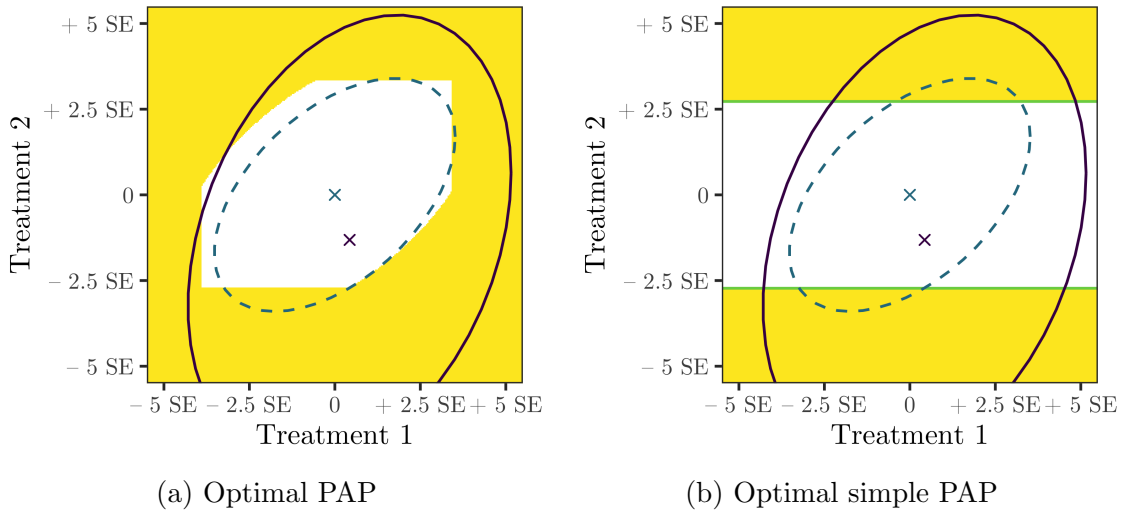 + 5 SE
+ 2.5 SE
0
− 2.5 SE
− 5 SE
Treatment 2
− 5 SE − 2.5 SE 0 + 2.5 SE + 5 SE
Treatment 1
(a) Optimal PAP
+ 5 SE
+ 2.5 SE
0
− 2.5 SE
− 5 SE
Treatment 2
− 5 SE − 2.5 SE 0 + 2.5 SE + 5 SE
Treatment 1
(b) Optimal simple PAP